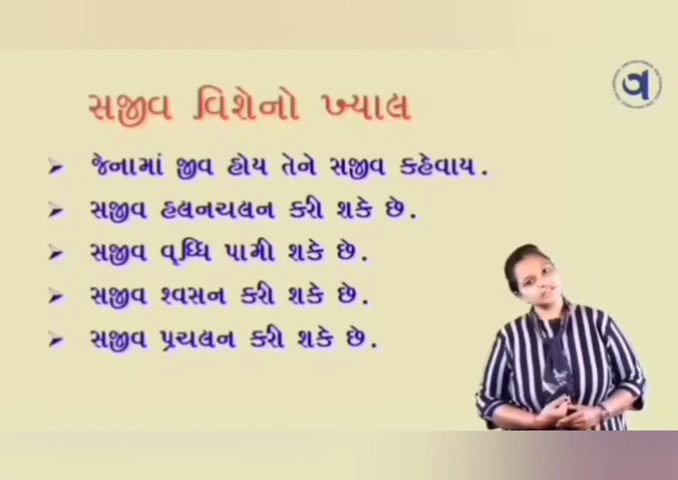 સજીવ વિશેનો ખ્યાલ
જેનામાં જીવ હોય તેને સજીવ કહેવાય.
સજીવ હલનચલન કરી શકે છે.
સજીવ વૃધ્ધિ પામી શકે છે.
સજીવ શ્વસન કરી શકે છે.
સજીવ પ્રચલન કરી શકે છે.